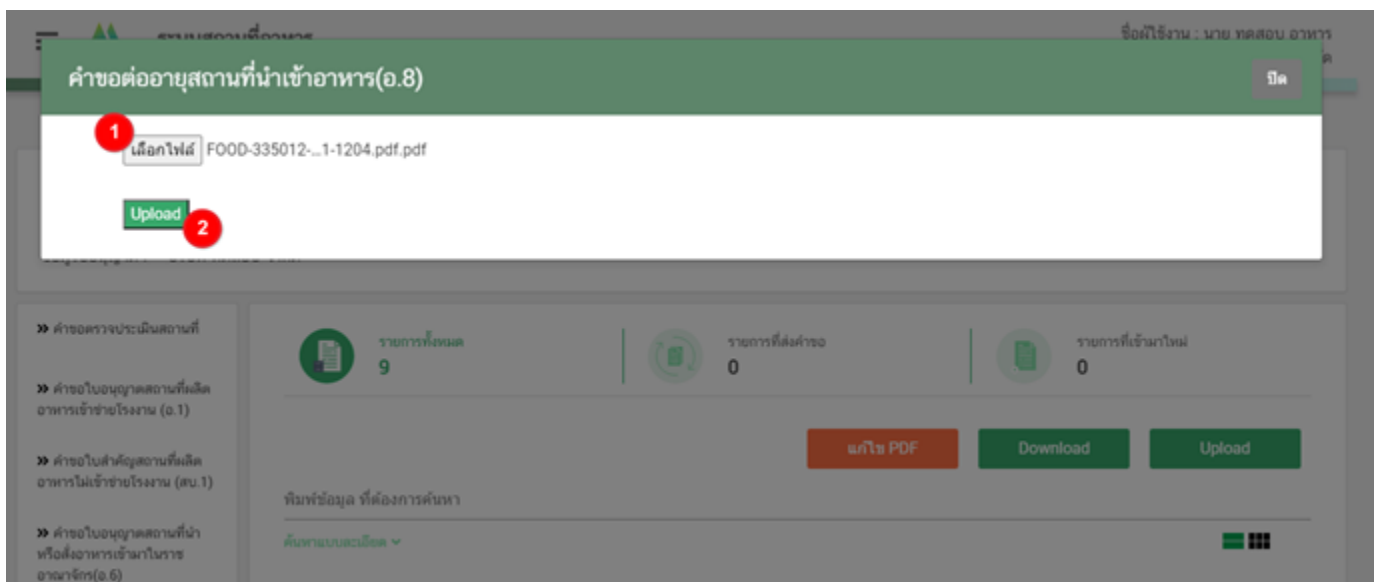 ระบบสถานที่อาหาร
ชื่อผู้ใช้งาน : นาย ทดสอบ อาหาร
คำขอต่ออายุสถานที่นำเข้าอาหาร(อ.8)
ปิด
1
เลือกไฟล์ FOOD-335012-...1-1204.pdf.pdf
Upload
2
» คำขอตรวจประเมินสถานที่
รายการทั้งหมด
9
รายการที่ส่งคำขอ
0
รายการที่เข้ามาใหม่
0
» คำขอใบอนุญาตสถานที่ผลิต
อาหารเข้าข่ายโรงงาน (อ.1)
แก้ไข PDF
Download
Upload
» คำขอใบสำคัญสถานที่ผลิต
อาหารไม่เข้าข่ายโรงงาน (สบ.1)
พิมพ์ข้อมูล ที่ต้องการค้นหา
» คำขอใบอนุญาตสถานที่นำ
หรือสั่งอาหารเข้ามาในราช
อาณาจักร(อ.6)
ค้นหาแบบละเอียด